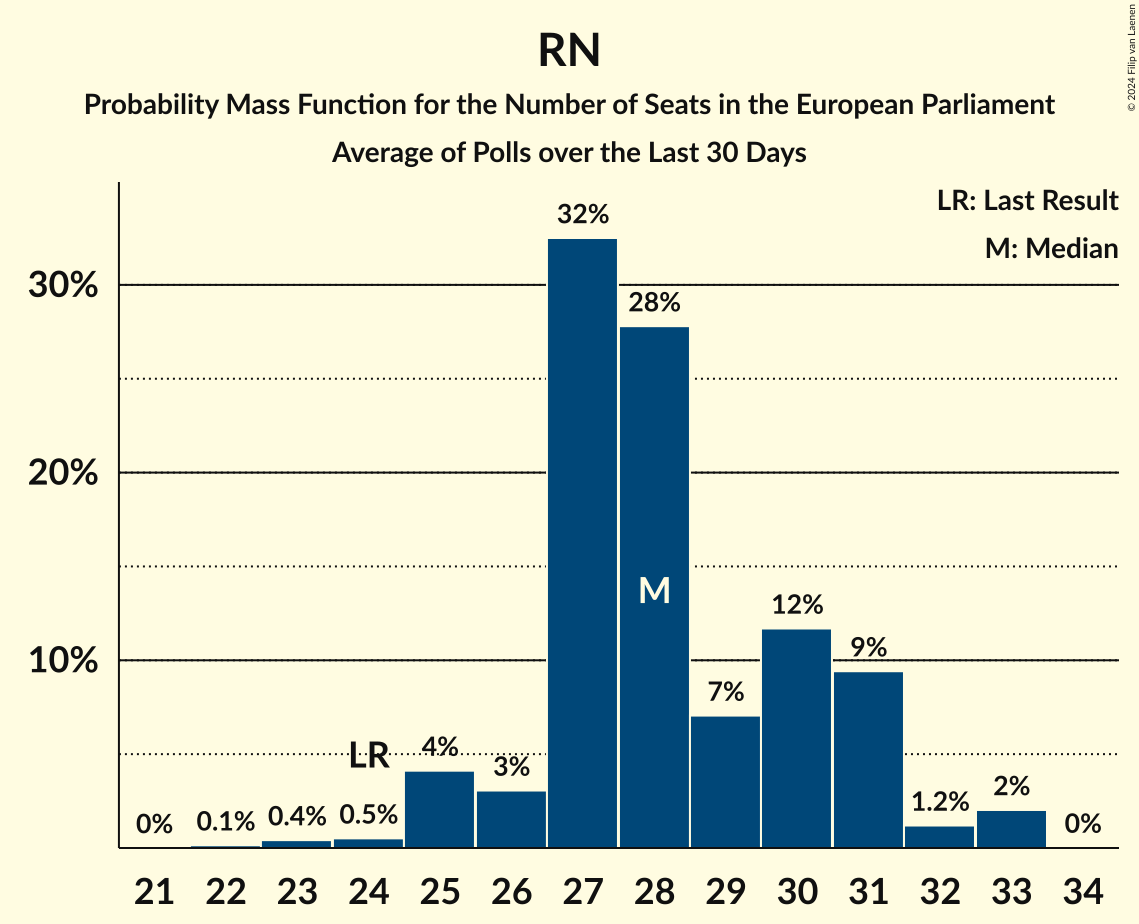 RN
Probability Mass Function for the Number of Seats in the European Parliament
Average of Polls over the Last 30 Days
© 2024 Filip van Laenen
LR: Last Result
M: Median
30%
20%
10%
0%
0.1%
0.4%
0.5%
LR
4%
3%
32%
28%
M
7%
12%
9%
1.2%
2%
0%
21 22 23 24 25 26 27 28 29 30 31 32 33 34